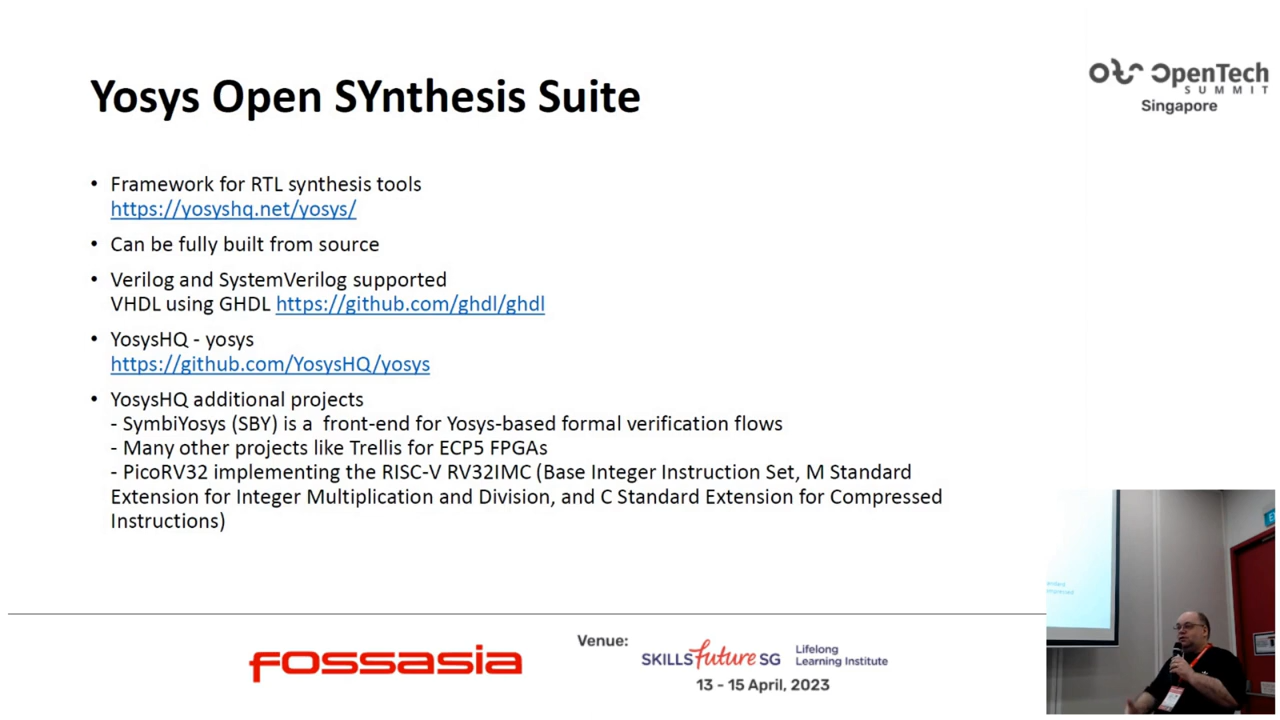 Yosys Open SYnthesis Suite
OpenTech
SUMMIT
Singapore
• Framework for RTL synthesis tools
https://yosyshq.net/yosys/
• Can be fully built from source
• Verilog and SystemVerilog supported
VHDL using GHDL https://github.com/ghdl/ghdl
• YosysHQ - yosys
https://github.com/YosysHQ/yosys
• YosysHQ additional projects
- SymbiYosys (SBY) is a front-end for Yosys-based formal verification flows
- Many other projects like Trellis for ECP5 FPGAs
- PicoRV32 implementing the RISC-V RV32IMC (Base Integer Instruction Set, M Standard
Extension for Integer Multiplication and Division, and C Standard Extension for Compressed
Instructions)
FOSSASIA
Venue:
SKILLS future SG
Lifelong
Learning Institute
13 - 15 April, 2023